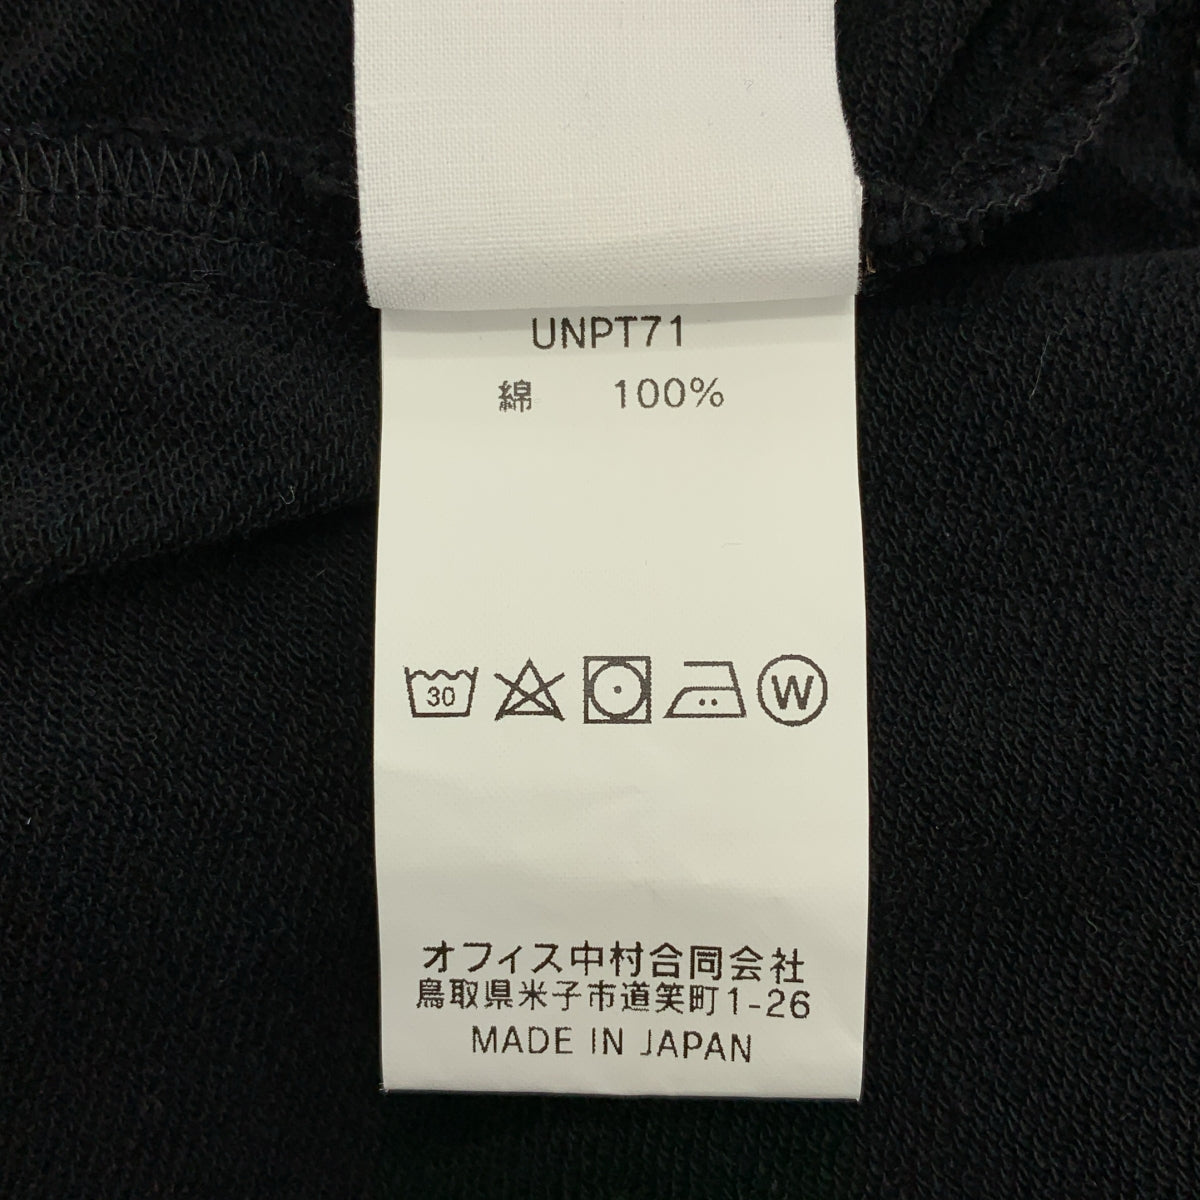 UNPT71
綿 100%
30 W
オフィス中村合同会社
鳥取県米子市道笑町1-26
MADE IN JAPAN